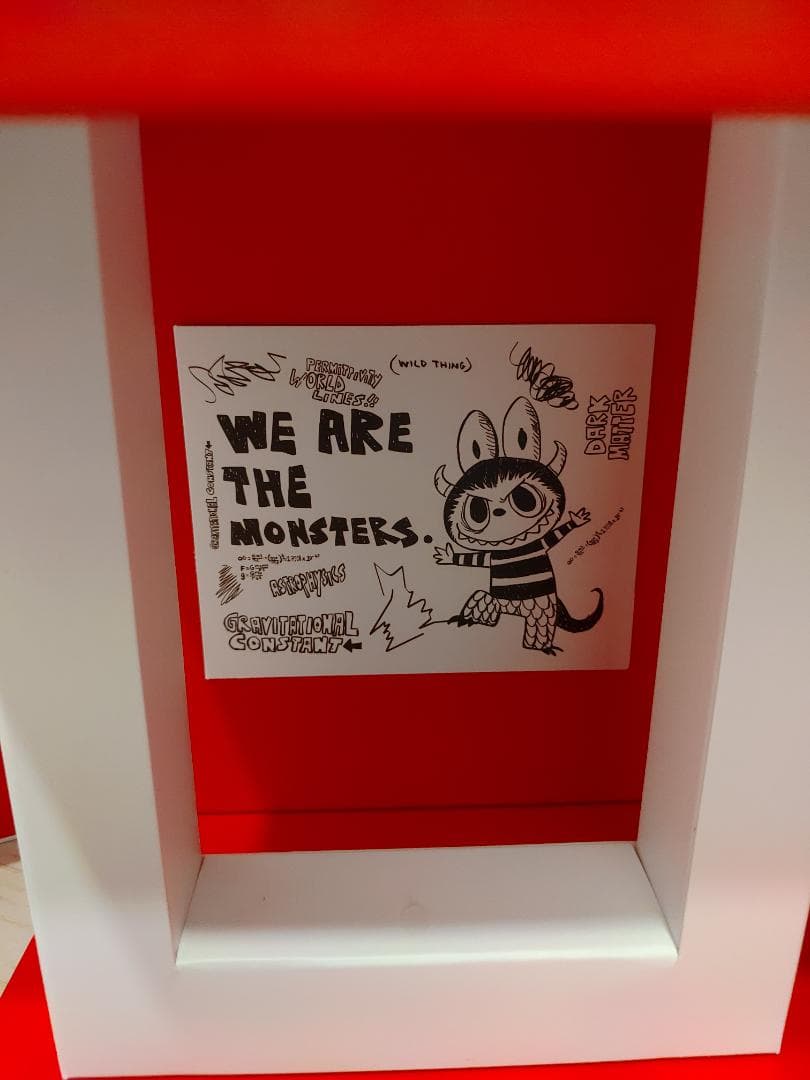 PERMITTIVITY
WORLD
LINES!!
(WILD THING)
DARK
MATTER
WE ARE
THE
MONSTERS.
ASTROPHYSICS
GRAVITATIONAL
CONSTANT